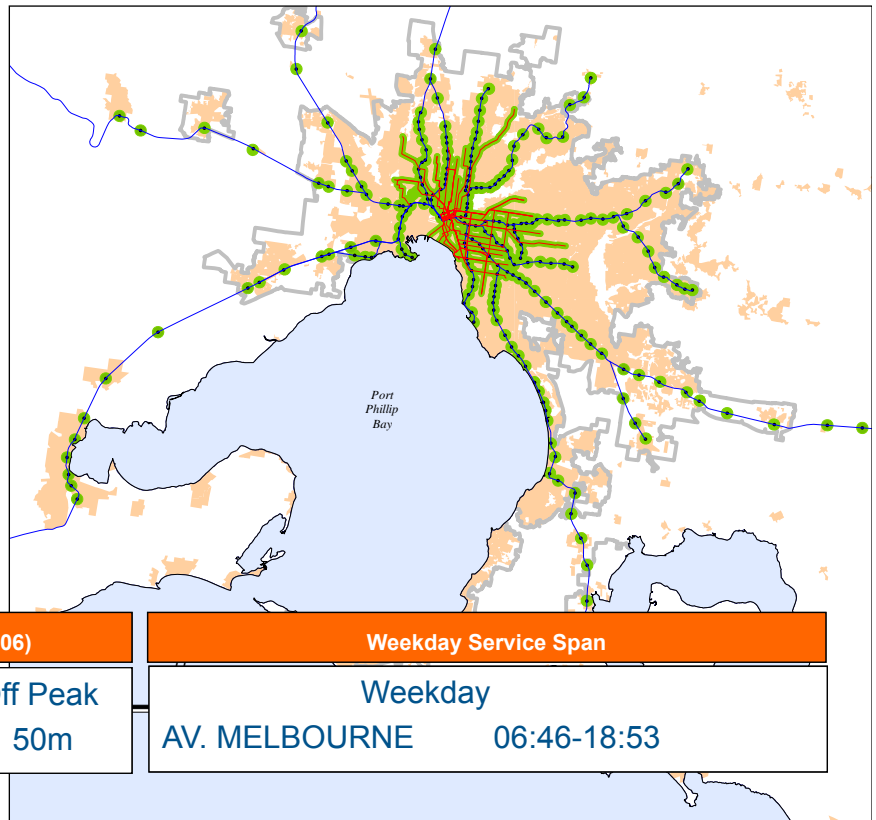 Port
Phillip
Bay
06)
Weekday Service Span
ff Peak
50m
Weekday
AV. MELBOURNE 06:46-18:53